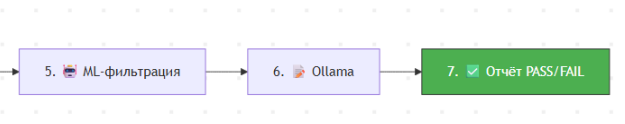 5. 🤖 ML-фильтрация
6. 📝 Ollama
7. ✅ Отчёт PASS/FAIL